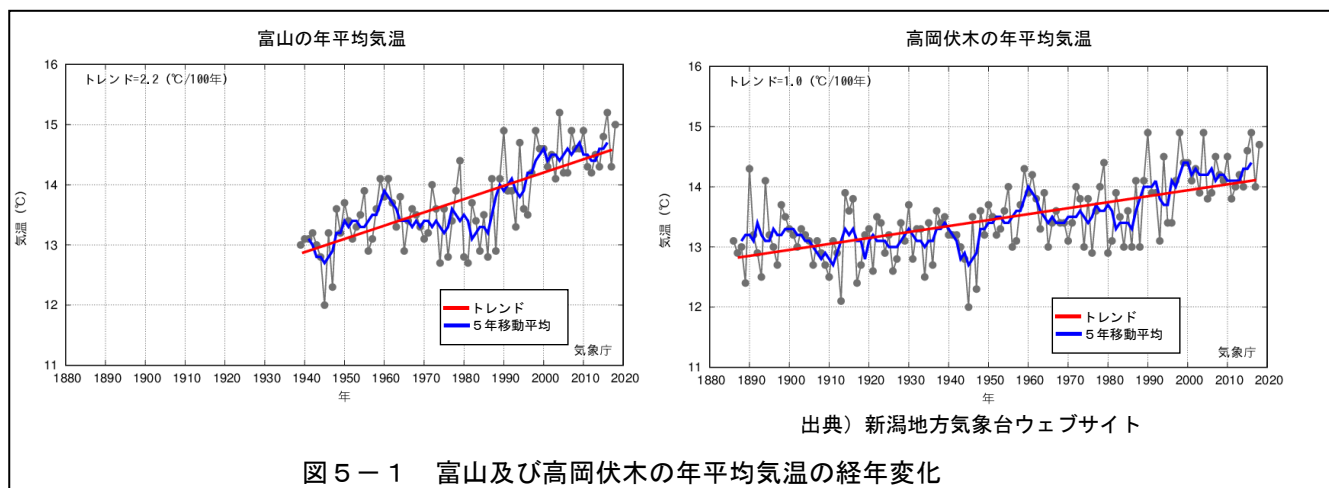 富山の年平均気温
トレンド=2.2 (℃/100年)
気温 (℃)
16
15
14
13
12
11
1880 1890 1900 1910 1920 1930 1940 1950 1960 1970 1980 1990 2000 2010 2020
年
トレンド
５年移動平均
気象庁
高岡伏木の年平均気温
トレンド=1.0 (℃/100年)
気温 (℃)
16
15
14
13
12
11
1880 1890 1900 1910 1920 1930 1940 1950 1960 1970 1980 1990 2000 2010 2020
年
トレンド
５年移動平均
気象庁
出典）新潟地方気象台ウェブサイト
図５－１　富山及び高岡伏木の年平均気温の経年変化